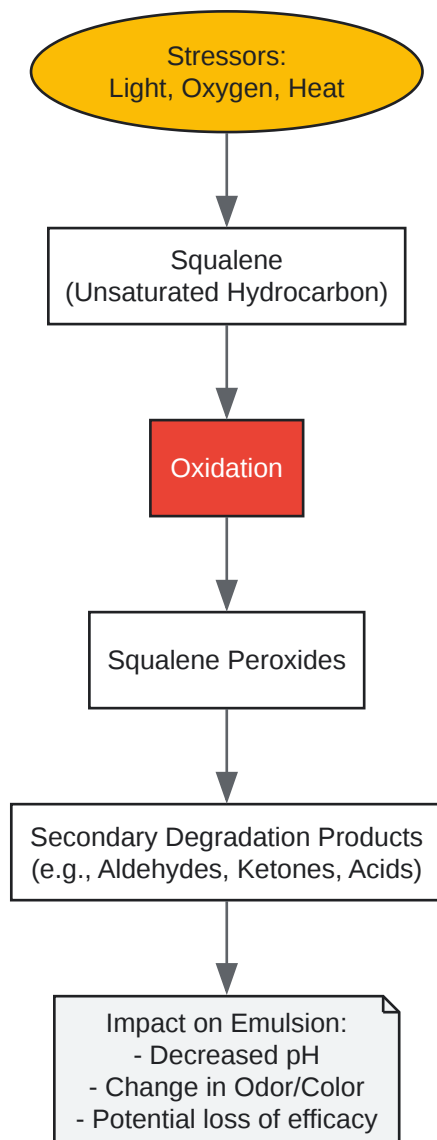 Stressors:
Light, Oxygen, Heat
Squalene
(Unsaturated Hydrocarbon)
Oxidation
Squalene Peroxides
Secondary Degradation Products
(e.g., Aldehydes, Ketones, Acids)
Impact on Emulsion:
- Decreased pH
- Change in Odor/Color
- Potential loss of efficacy